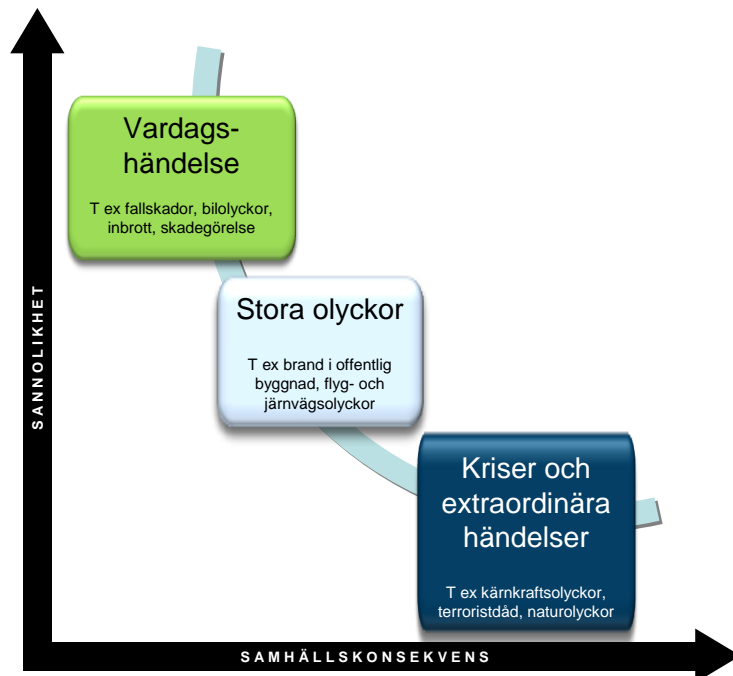 Vardags-
händelse
T ex fallskador, bilolyckor,
inbrott, skadegörelse
Stora olyckor
T ex brand i offentlig
byggnad, flyg- och
järnvägsolyckor
Kriser och
extraordinära
händelser
T ex kärnkraftsolyckor,
terroristdåd, naturolyckor
SANNOLIKHET
SAMHÄLLSKONSEKVENS